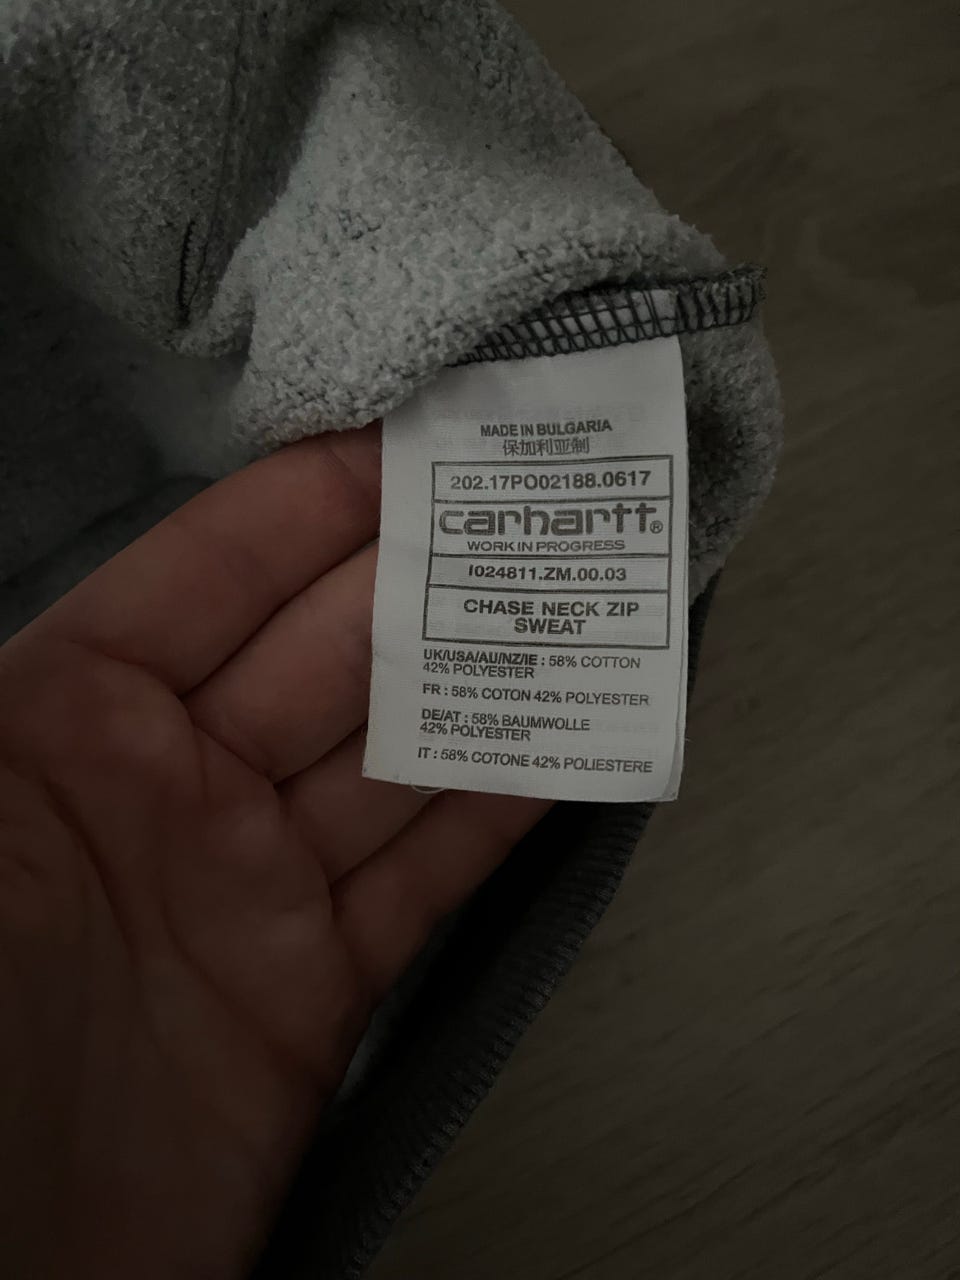 MADE IN BULGARIA
保加利亚制
202.17PO02188.0617
carhartt®
WORK IN PROGRESS
I024811.ZM.00.03
CHASE NECK ZIP
SWEAT
UK/USA/AU/NZ/IE : 58% COTTON
42% POLYESTER
FR : 58% COTON 42% POLYESTER
DE/AT : 58% BAUMWOLLE
42% POLYESTER
IT : 58% COTONE 42% POLIESTERE